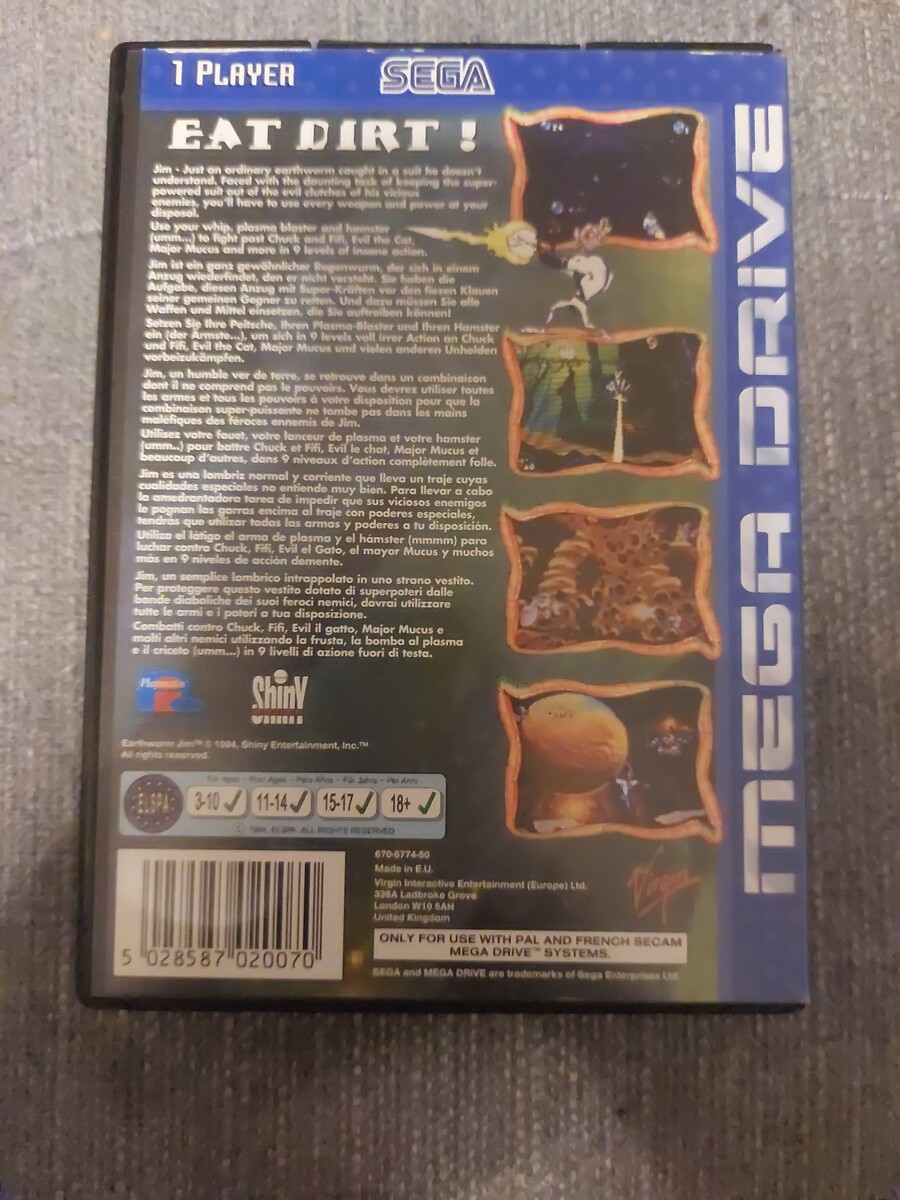 1 PLAYER
SEGA
EAT DIRT !
Jim - Just an ordinary earthworm caught in a suit he doesn't
understand. Faced with the daunting task of keeping the super-
powered suit out of the evil clutches of his vicious
enemies, you'll have to use every weapon and power at your
disposal.
Use your whip, plasma blaster and hamster
(umm...) to fight past Chuck and Fifi, Evil the Cat,
Major Mucus and more in 9 levels of insane action.
Jim ist ein ganz gewöhnlicher Regenwurm, der sich in einem
Anzug wiederfindet, den er nicht versteht. Sie haben die
Aufgabe, diesen Anzug mit Super-Kräften vor den fiesen Klauen
seiner gemeinen Gegner zu retten. Und dazu müssen Sie alle
Waffen und Mittel einsetzen, die Sie auftreiben können!
Setzen Sie Ihre Peitsche, Ihren Plasma-Blaster und Ihren Hamster
ein (der Ärmste...), um sich in 9 levels voll irrer Action an Chuck
und Fifi, Evil the Cat, Major Mucus und vielen anderen Unholden
vorbeizukämpfen.
Jim, un humble ver de terre, se retrouve dans un combinaison
dont il ne comprend pas le pouvoirs. Vous devrez utiliser toutes
les armes et tous les pouvoirs à votre disposition pour que la
combinaison super-puissante ne tombe pas dans les mains
maléfiques des féroces ennemis de Jim.
Utilisez votre fouet, votre lanceur de plasma et votre hamster
(umm..) pour battre Chuck et Fifi, Evil le chat, Major Mucus et
beaucoup d'autres, dans 9 niveaux d'action complètement folle.
Jim es una lombriz normal y corriente que lleva un traje cuyas
cualidades especiales no entiende muy bien. Para llevar a cabo
la amedrantadora tarea de impedir que sus viciosos enemigos
le pognan las garras encima al traje con poderes especiales,
tendrás que utilizar todas las armas y poderes a tu disposición.
Utiliza el látigo el arma de plasma y el hámster (mmmm) para
luchar contra Chuck, Fifi, Evil el Gato, el mayor Mucus y muchos
más en 9 niveles de acción demente.
Jim, un semplice lombrico intrappolato in uno strano vestito.
Per proteggere questo vestito dotato di superpoteri dalle
bande diaboliche dei suoi feroci nemici, dovrai utilizzare
tutte le armi e i poteri a tua disposizione.
Combatti contro Chuck, Fifi, Evil il gatto, Major Mucus e
molti altri nemici utilizzando la frusta, la bomba al plasma
e il criceto (umm...) in 9 livelli di azione fuori di testa.
Playmates
Shiny
Earthworm Jim™ © 1994, Shiny Entertainment, Inc.™
All rights reserved.
For Ages - Pour Ages - Para Años - Für Jahre - Per Anni
ELSPA
3-10 11-14 15-17 18+
© 1994. ELSPA. ALL RIGHTS RESERVED
5 028587 020070
670-5774-50
Made in E.U.
Virgin Interactive Entertainment (Europe) Ltd.
338A Ladbroke Grove
London W10 5AH
United Kingdom
Virgin
ONLY FOR USE WITH PAL AND FRENCH SECAM
MEGA DRIVE™ SYSTEMS.
SEGA and MEGA DRIVE are trademarks of Sega Enterprises Ltd.
MEGA DRIVE